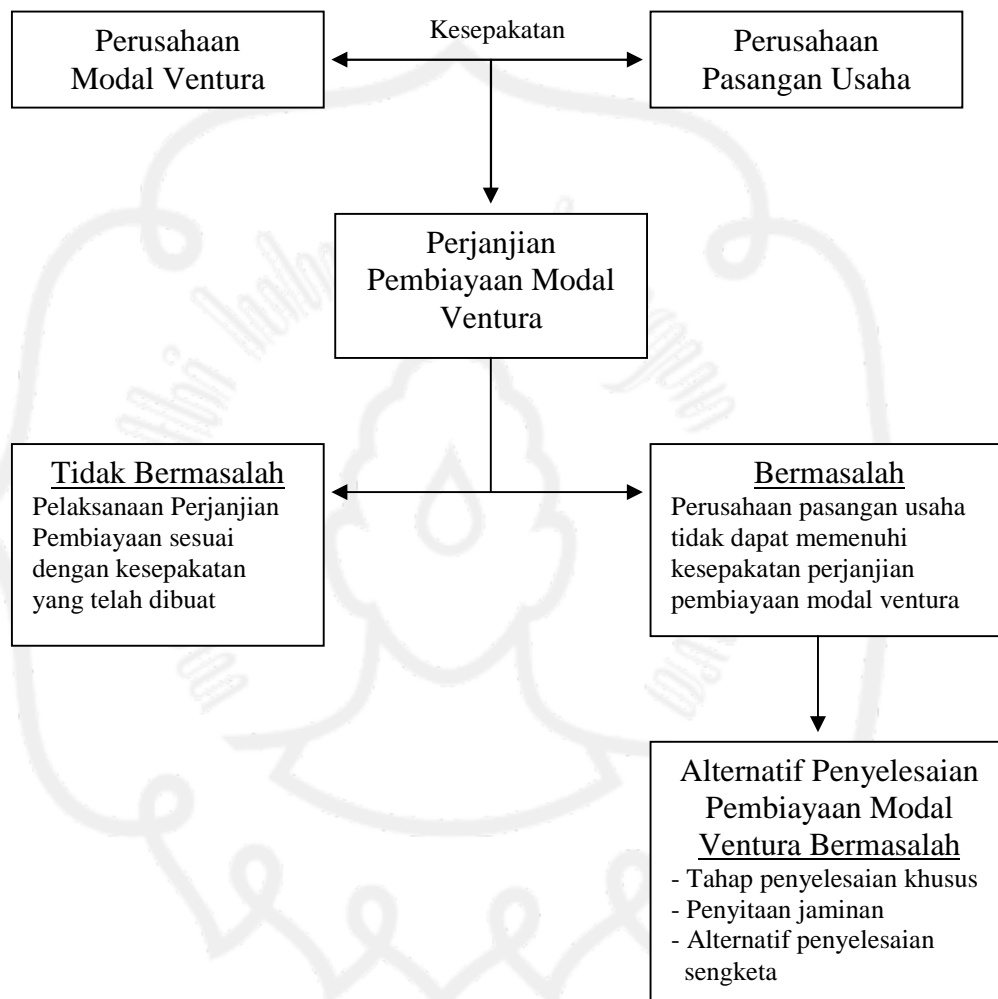 Perusahaan
Modal Ventura
Kesepakatan
Perusahaan
Pasangan Usaha
Perjanjian
Pembiayaan Modal
Ventura
Tidak Bermasalah
Pelaksanaan Perjanjian
Pembiayaan sesuai
dengan kesepakatan
yang telah dibuat
Bermasalah
Perusahaan pasangan usaha
tidak dapat memenuhi
kesepakatan perjanjian
pembiayaan modal ventura
Alternatif Penyelesaian
Pembiayaan Modal
Ventura Bermasalah
- Tahap penyelesaian khusus
- Penyitaan jaminan
- Alternatif penyelesaian
sengketa